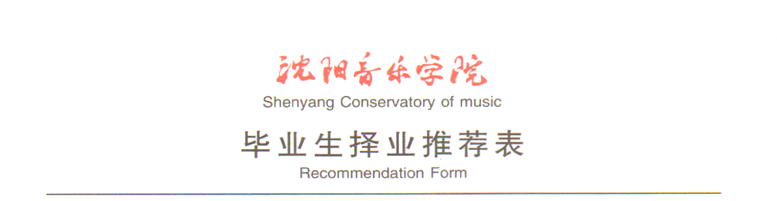 沈阳音乐学院
Shenyang Conservatory of music
毕业生择业推荐表
Recommendation Form